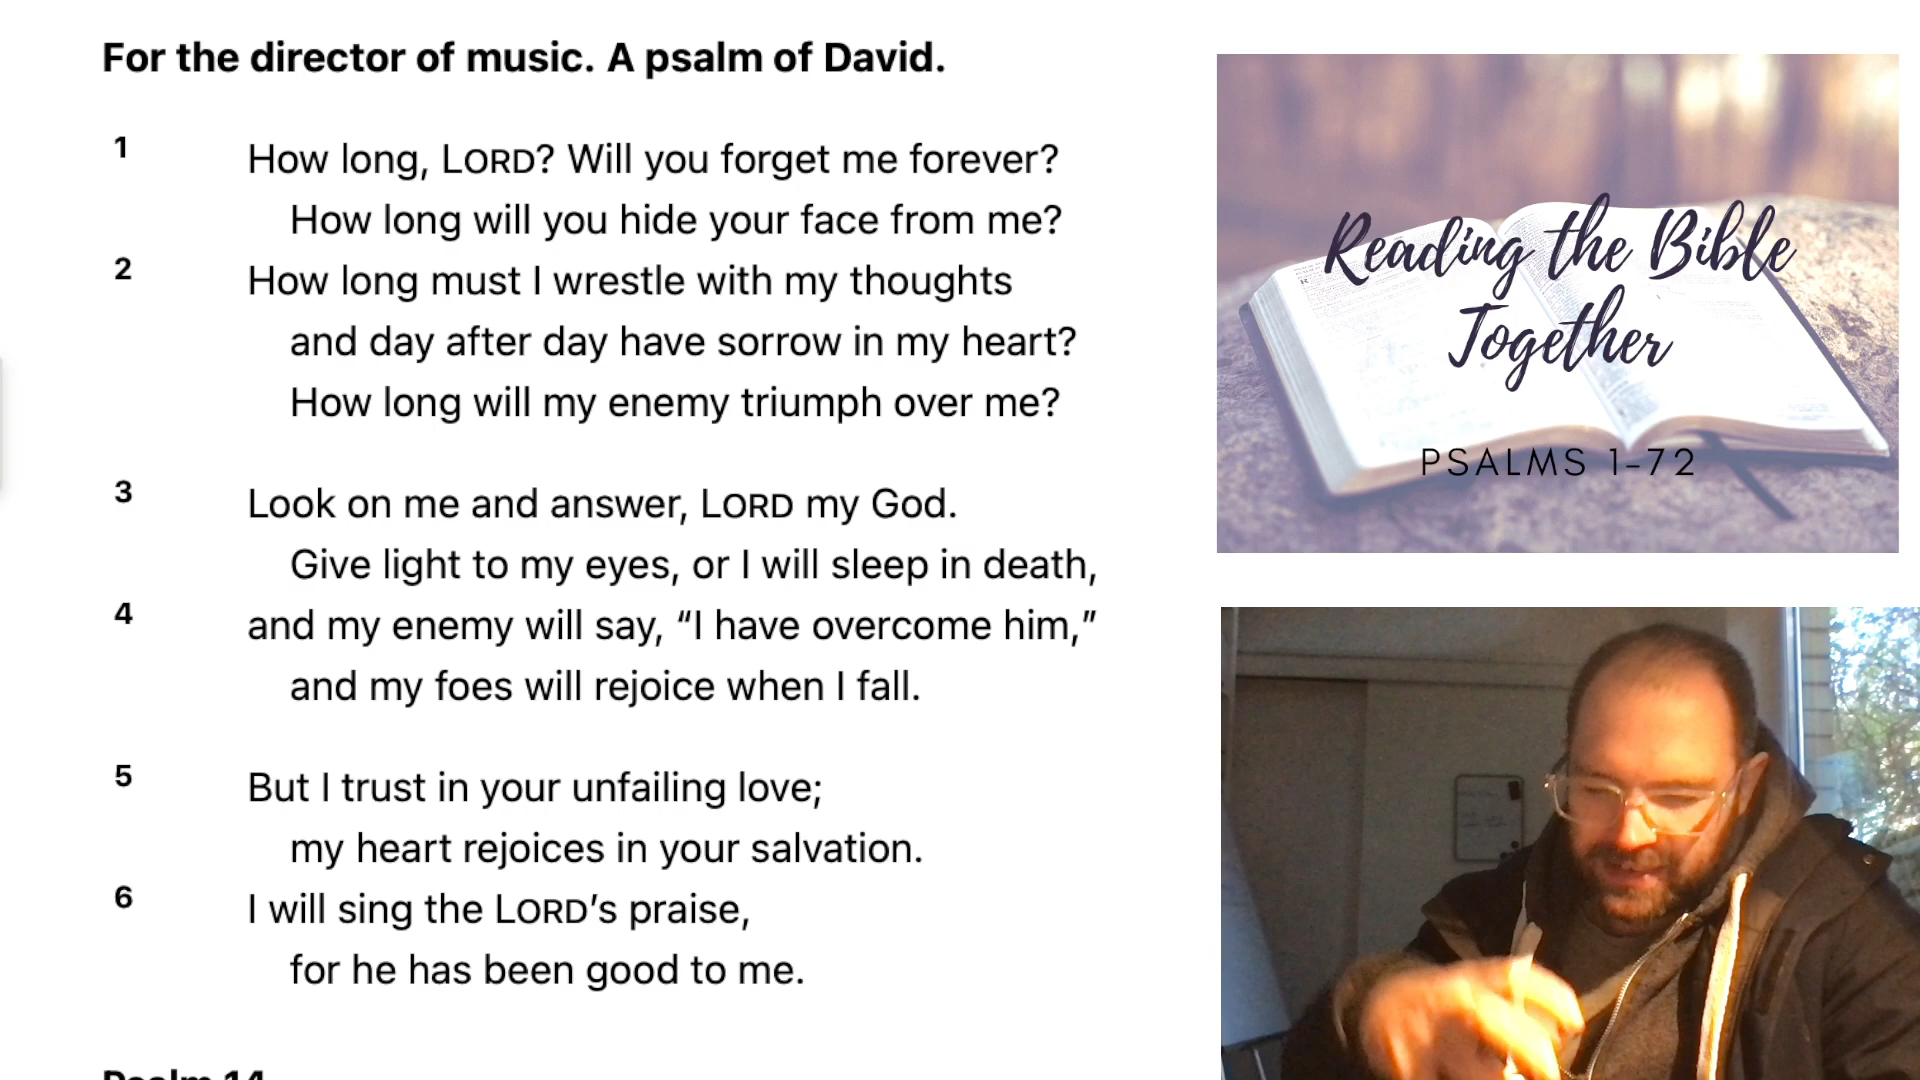 For the director of music. A psalm of David.
1 How long, LORD? Will you forget me forever?
How long will you hide your face from me?
2 How long must I wrestle with my thoughts
and day after day have sorrow in my heart?
How long will my enemy triumph over me?
3 Look on me and answer, LORD my God.
Give light to my eyes, or I will sleep in death,
4 and my enemy will say, “I have overcome him,”
and my foes will rejoice when I fall.
5 But I trust in your unfailing love;
my heart rejoices in your salvation.
6 I will sing the LORD’s praise,
for he has been good to me.
Psalm 14
Reading the Bible
Together
PSALMS 1-72